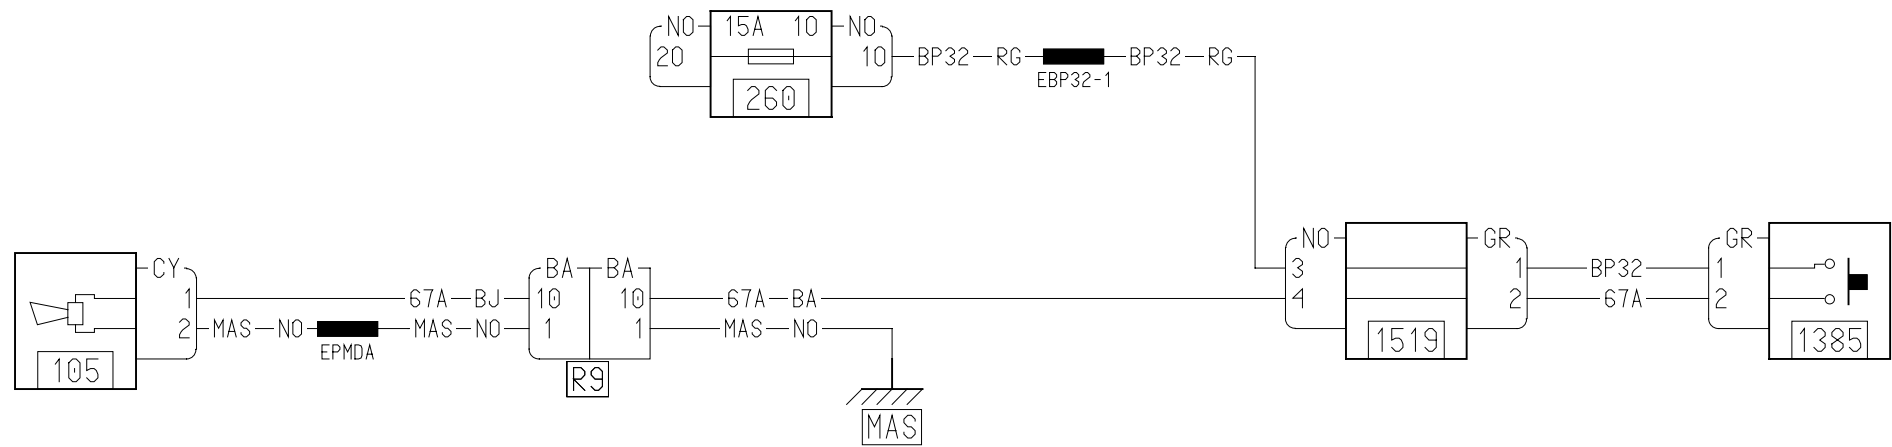 NO 15A 10 NO
20 10 BP32 RG BP32 RG
EBP32-1
260
NO GR GR
CY BA BA 3 1 BP32 1
1 67A BJ 10 10 67A BA 4 2 67A 2
2 MAS NO MAS NO 1 1 MAS NO
EPMDA
1519 1385
105 R9
MAS